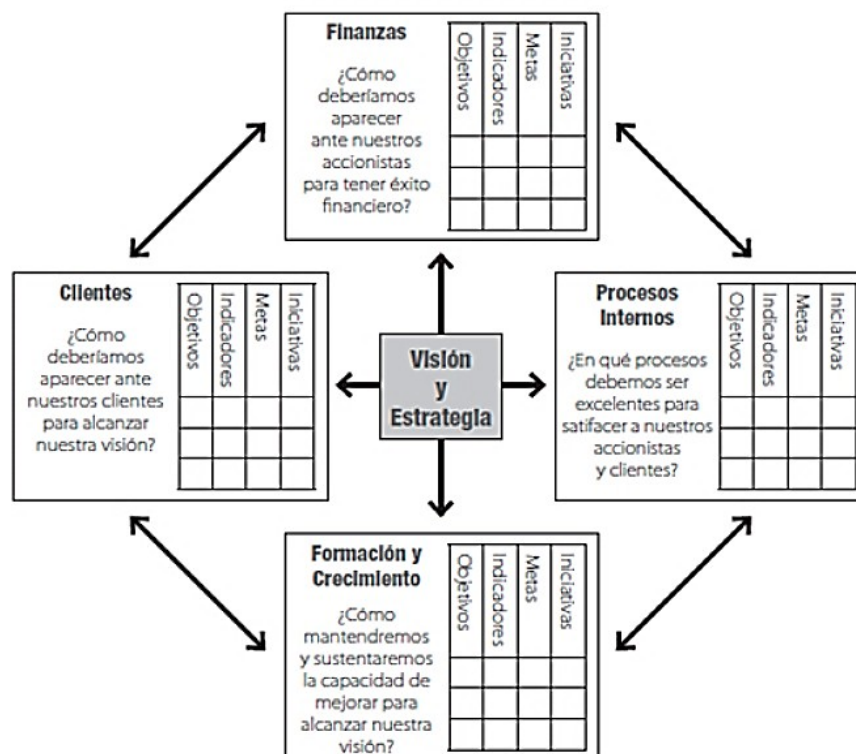 Finanzas
¿Cómo
deberíamos
aparecer
ante nuestros
accionistas
para tener éxito
financiero?
Objetivos
Indicadores
Metas
Iniciativas
Clientes
¿Cómo
deberíamos
aparecer ante
nuestros clientes
para alcanzar
nuestra visión?
Objetivos
Indicadores
Metas
Iniciativas
Visión
y
Estrategia
Procesos
Internos
¿En qué procesos
debemos ser
excelentes para
satifacer a nuestros
accionistas
y clientes?
Objetivos
Indicadores
Metas
Iniciativas
Formación y
Crecimiento
¿Cómo
mantendremos
y sustentaremos
la capacidad de
mejorar para
alcanzar nuestra
visión?
Objetivos
Indicadores
Metas
Iniciativas